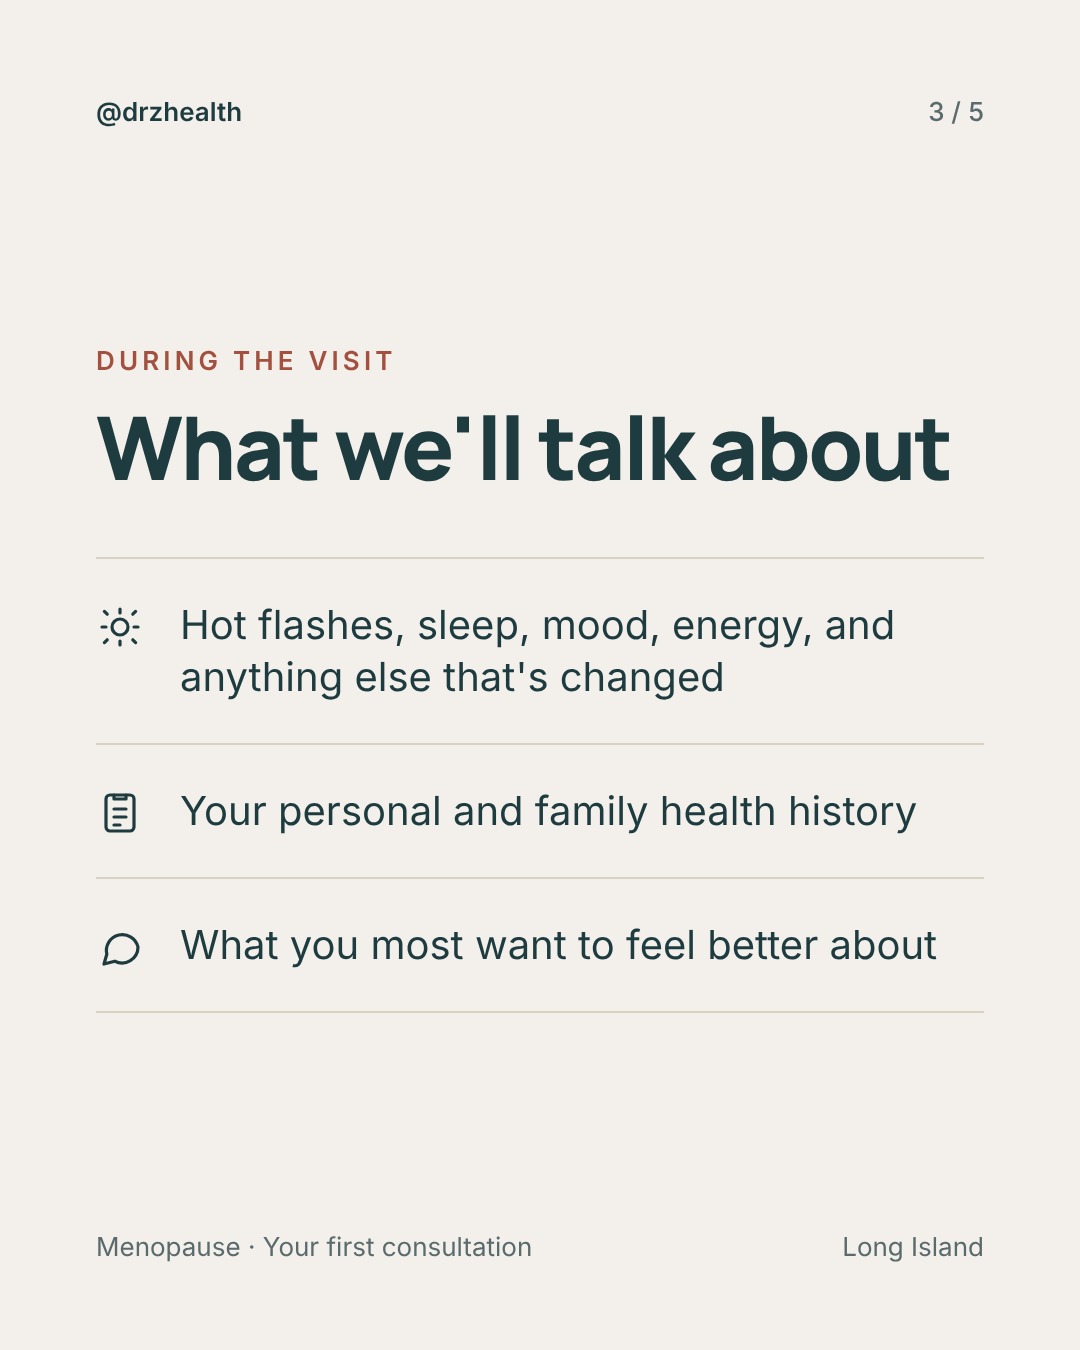 @drzhealth
3 / 5
DURING THE VISIT
What we'll talk about
Hot flashes, sleep, mood, energy, and
anything else that's changed
Your personal and family health history
What you most want to feel better about
Menopause · Your first consultation
Long Island